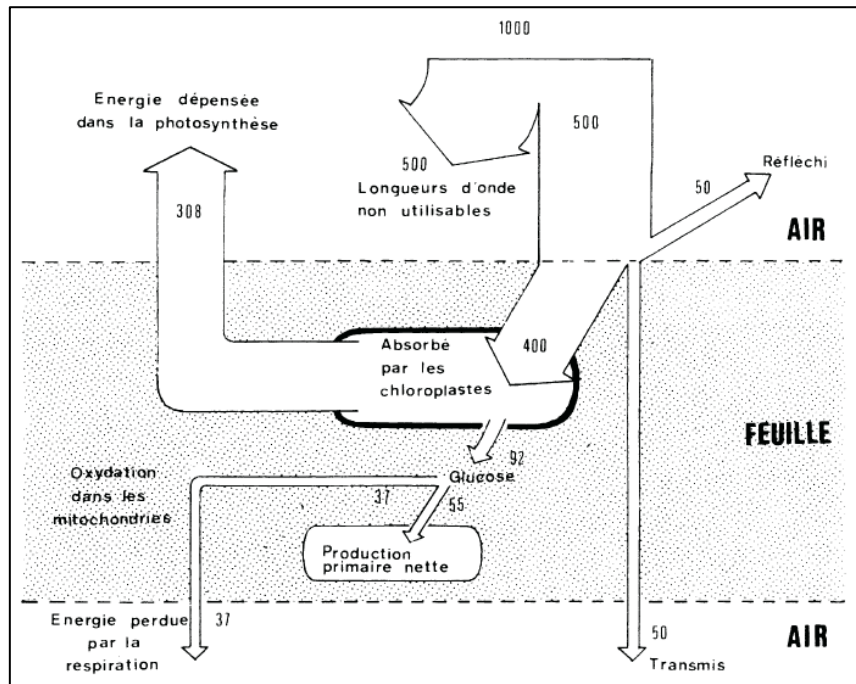 1000
Energie dépensée
dans la photosynthèse
500
308
500
Longueurs d'onde
non utilisables
50
Réfléchi
AIR
Absorbé
par les
chloroplastes
400
FEUILLE
92
Glucose
Oxydation
dans les
mitochondries
37
55
Production
primaire nette
Energie perdue
par la
respiration
37
50
Transmis
AIR